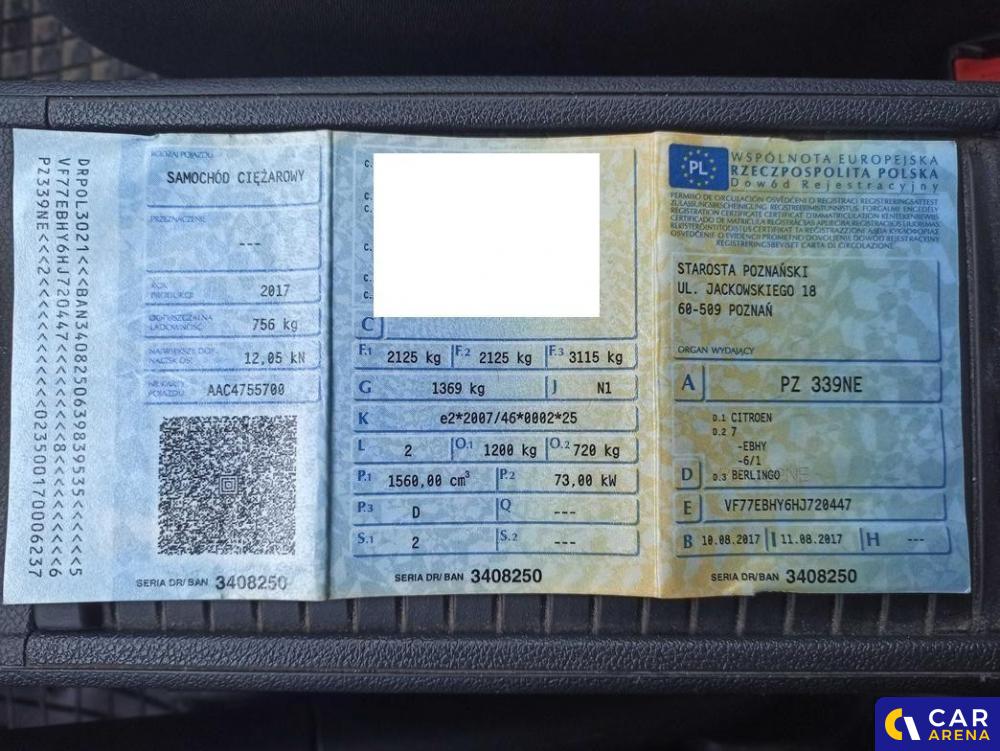 DRPOL3021<<BAN34082506398395​35<<<<<<5
VF77EBHY6HJ720447<<<<<<<<<<<8<<<<<<6
PZ339NE<<<2<<<<<<<<<<<<0235001700062​37
RODZAJ POJAZDU
SAMOCHÓD CIĘŻAROWY
PRZEZNACZENIE
---
ROK PRODUKCJI
2017
DOPUSZCZALNA ŁADOWNOŚĆ
756 kg
NAJWIĘKSZY DOP. NACISK OSI
12,05 kN
NR KARTY POJAZDU
AAC4755700
SERIA DR/BAN 3408250
C.
C.
C.
C.
C.
C.
C
F.1 2125 kg F.2 2125 kg F.3 3115 kg
G 1369 kg J N1
K e2*2007/46*0002*25
L 2 O.1 1200 kg O.2 720 kg
P.1 1560,00 cm³ P.2 73,00 kW
P.3 D Q ---
S.1 2 S.2 ---
SERIA DR/BAN 3408250
PL
WSPÓLNOTA EUROPEJSKA
RZECZPOSPOLITA POLSKA
Dowód Rejestracyjny
STAROSTA POZNAŃSKI
UL. JACKOWSKIEGO 18
60-509 POZNAŃ
ORGAN WYDAJĄCY
A PZ 339NE
D.1 CITROEN
D.2 7
-EBHY
-6/1
D D.3 BERLINGO
E VF77EBHY6HJ720447
B 10.08.2017 I 11.08.2017 H ---
SERIA DR/BAN 3408250
CAR
ARENA